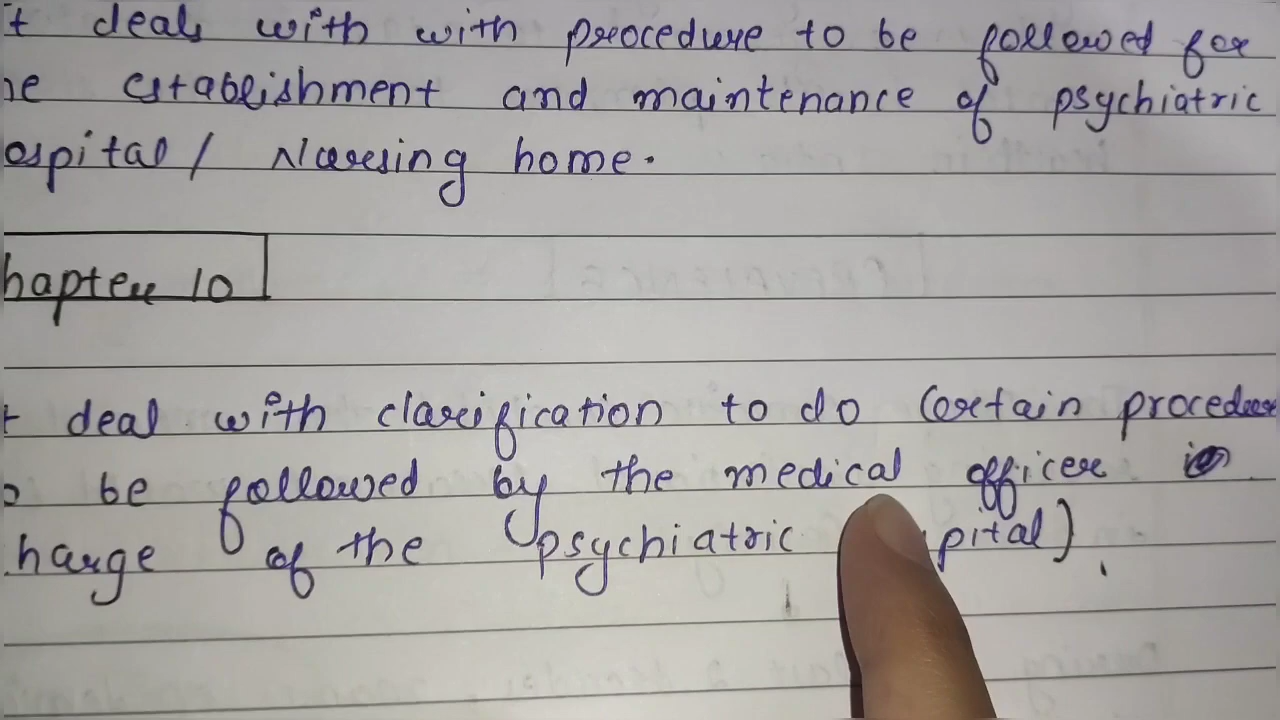 t deals with with procedure to be followed for
he establishment and maintenance of psychiatric
ospital / Nursing home.
hapter 10
t deal with clarification to do certain procedure
o be followed by the medical officer in
harge of the (psychiatric pital).